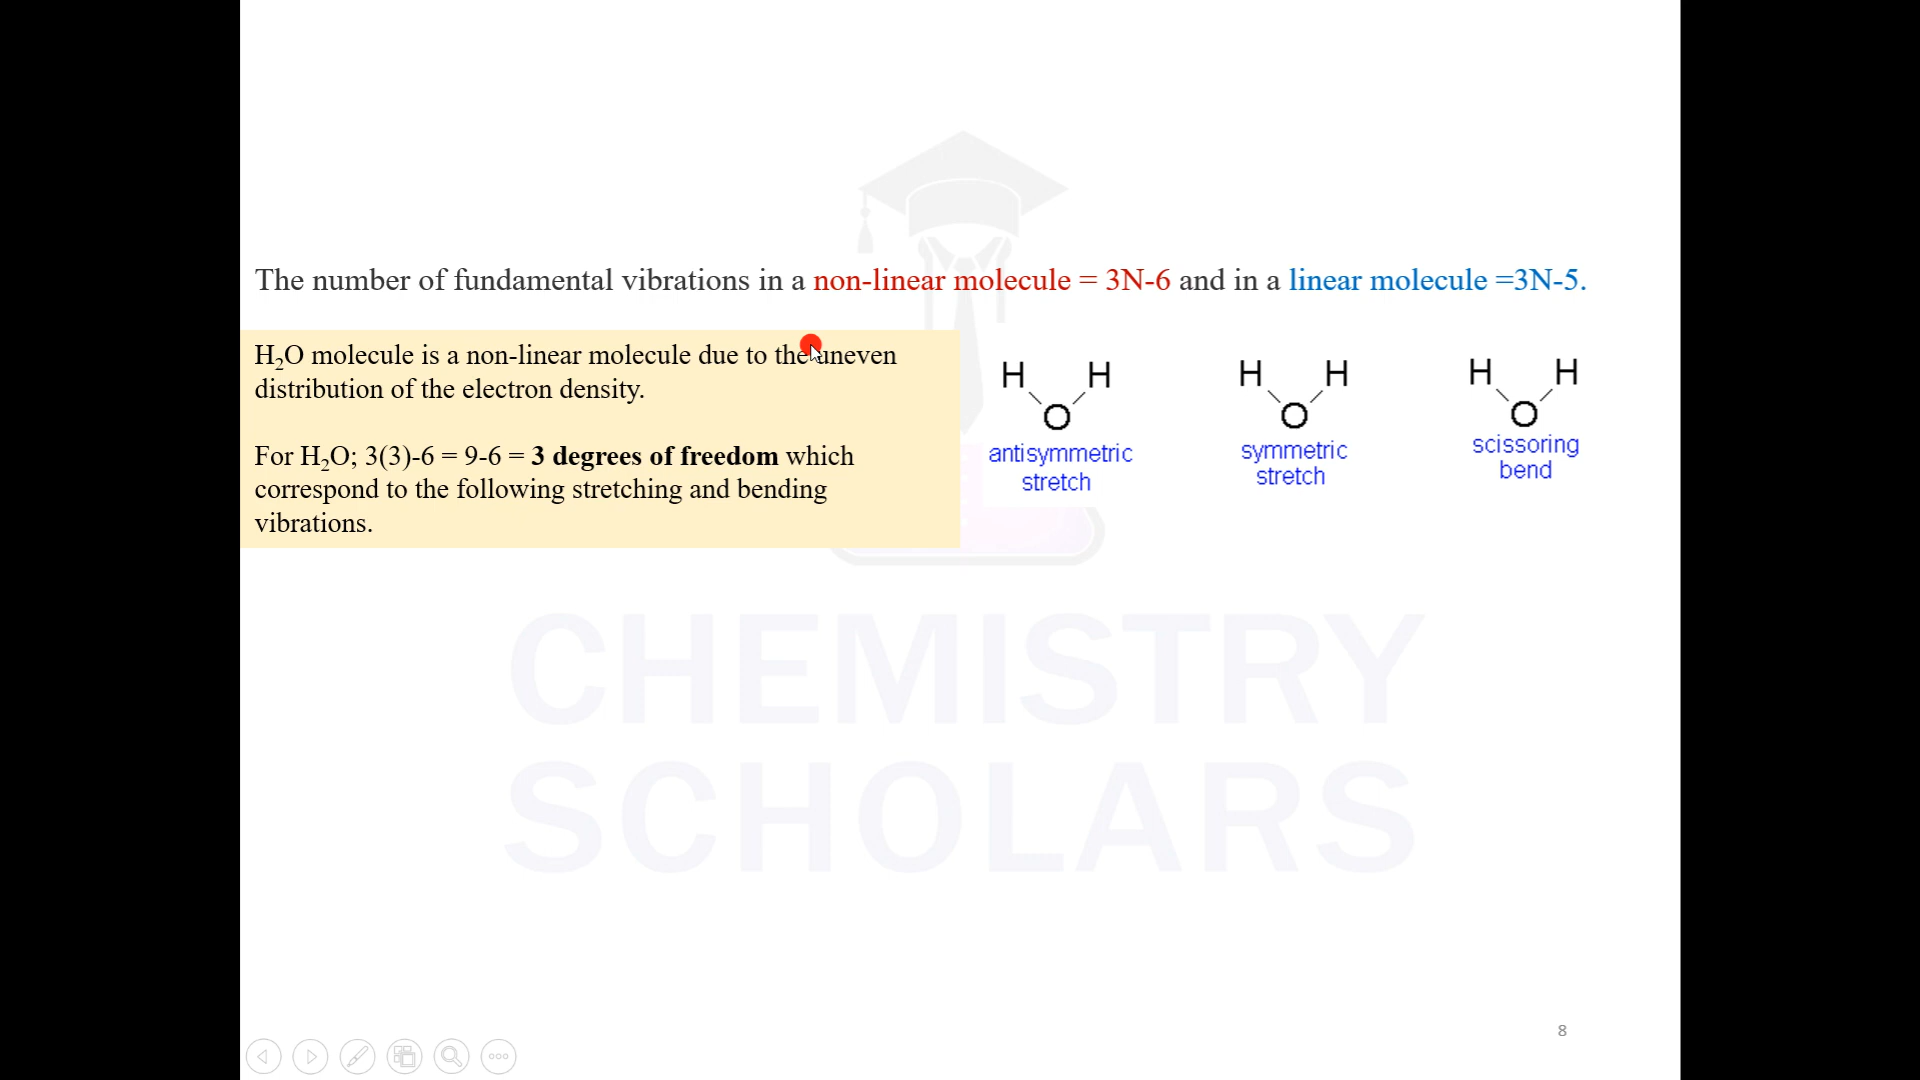 The number of fundamental vibrations in a non-linear molecule = 3N-6 and in a linear molecule =3N-5.
H₂O molecule is a non-linear molecule due to the uneven
distribution of the electron density.
For H₂O; 3(3)-6 = 9-6 = 3 degrees of freedom which
correspond to the following stretching and bending
vibrations.
H H
O
antisymmetric
stretch
H H
O
symmetric
stretch
H H
O
scissoring
bend
CHEMISTRY
SCHOLARS
8